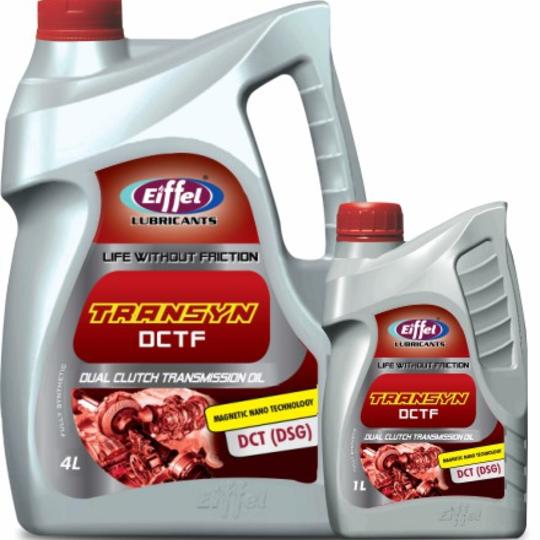 Eiffel
LUBRICANTS
LIFE WITHOUT FRICTION
TRANSYN
DCTF
DUAL CLUTCH TRANSMISSION OIL
FULLY SYNTHETIC
MAGNETIC NANO TECHNOLOGY
DCT (DSG)
4L
Eiffel
Eiffel
LUBRICANTS
LIFE WITHOUT FRICTION
TRANSYN
DCTF
DUAL CLUTCH TRANSMISSION OIL
MAGNETIC NANO TECHNOLOGY
DCT (DSG)
1L
Eiffel